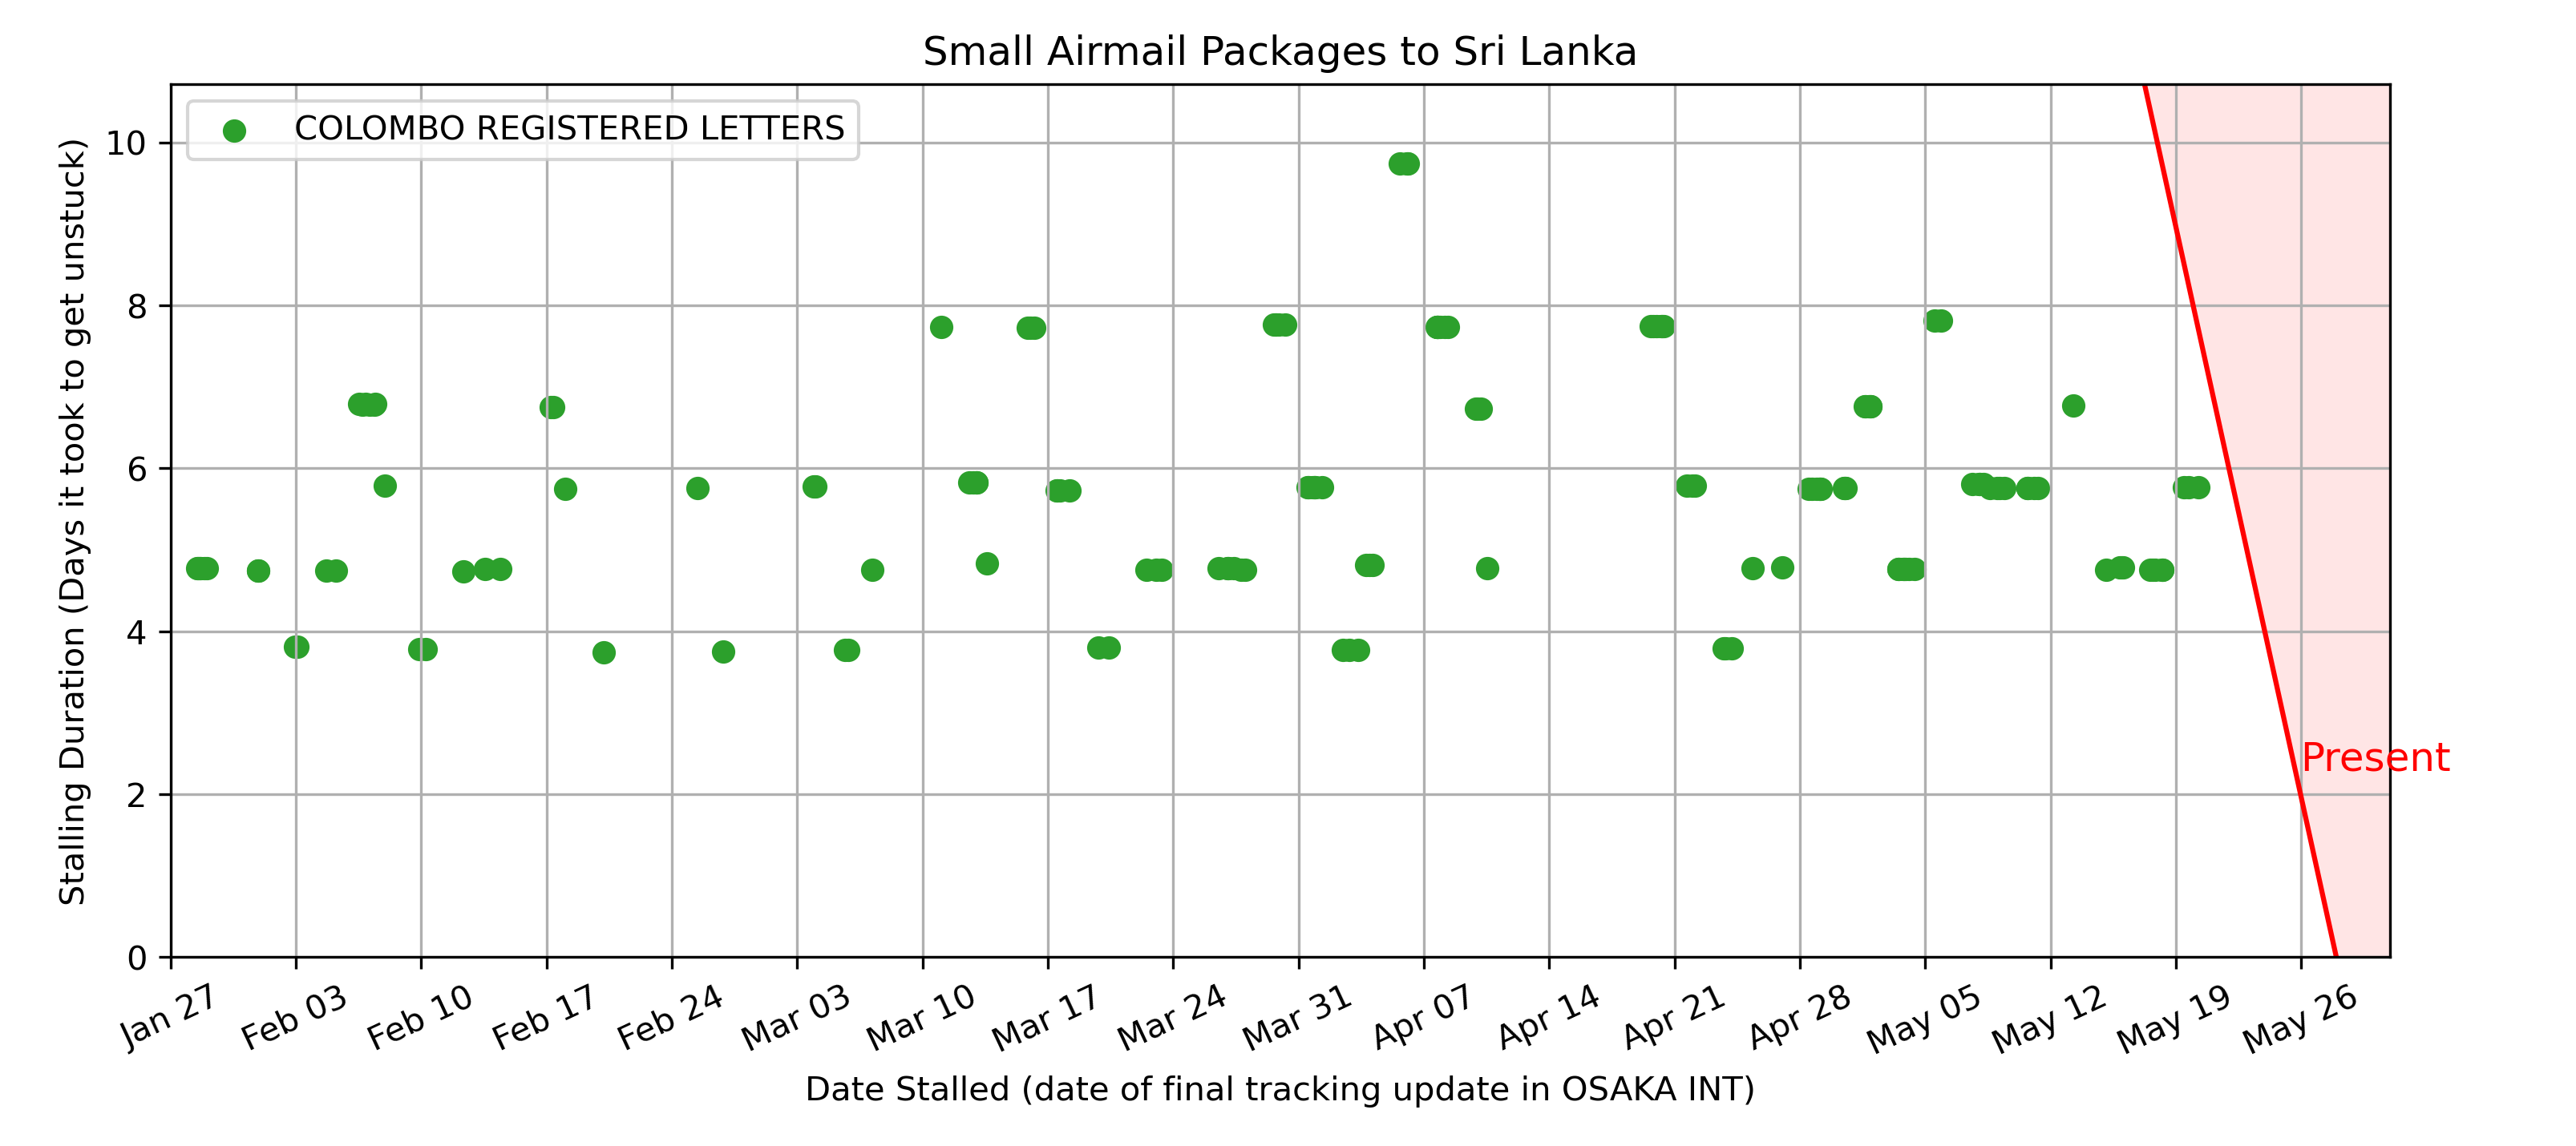 Small Airmail Packages to Sri Lanka
COLOMBO REGISTERED LETTERS
Stalling Duration (Days it took to get unstuck)
10
8
6
4
2
0
Present
Jan 27
Feb 03
Feb 10
Feb 17
Feb 24
Mar 03
Mar 10
Mar 17
Mar 24
Mar 31
Apr 07
Apr 14
Apr 21
Apr 28
May 05
May 12
May 19
May 26
Date Stalled (date of final tracking update in OSAKA INT)